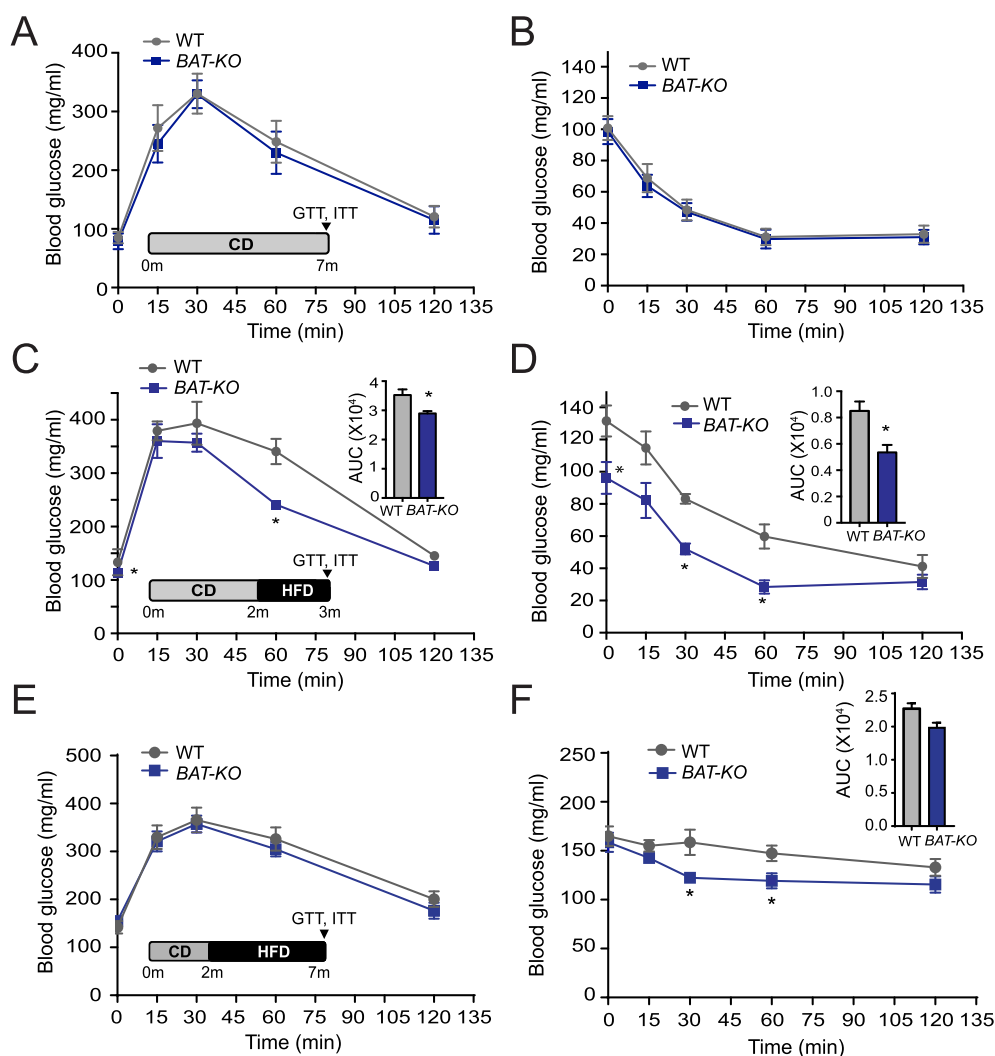 A
WT
BAT-KO
Blood glucose (mg/ml)
400
300
200
100
0
GTT, ITT
CD
0m 7m
0 15 30 45 60 75 90 105 120 135
Time (min)
B
WT
BAT-KO
Blood glucose (mg/ml)
140
120
100
80
60
40
20
0
0 15 30 45 60 75 90 105 120 135
Time (min)
C
WT
BAT-KO
Blood glucose (mg/ml)
400
300
200
100
0
*
*
AUC (X10⁴)
4
3
2
1
0
*
WT BAT-KO
GTT, ITT
CD HFD
0m 2m 3m
0 15 30 45 60 75 90 105 120 135
Time (min)
D
WT
BAT-KO
Blood glucose (mg/ml)
140
120
100
80
60
40
20
0
*
*
*
AUC (X10⁴)
1.0
0.8
0.6
0.4
0.2
0
*
WT BAT-KO
0 15 30 45 60 75 90 105 120 135
Time (min)
E
WT
BAT-KO
Blood glucose (mg/ml)
500
400
300
200
100
0
GTT, ITT
CD HFD
0m 2m 7m
0 15 30 45 60 75 90 105 120 135
Time (min)
F
WT
BAT-KO
Blood glucose (mg/ml)
250
200
150
100
50
0
*
*
AUC (X10⁴)
2.5
2.0
1.0
0.5
0.0
WT BAT-KO
0 15 30 45 60 75 90 105 120 135
Time (min)